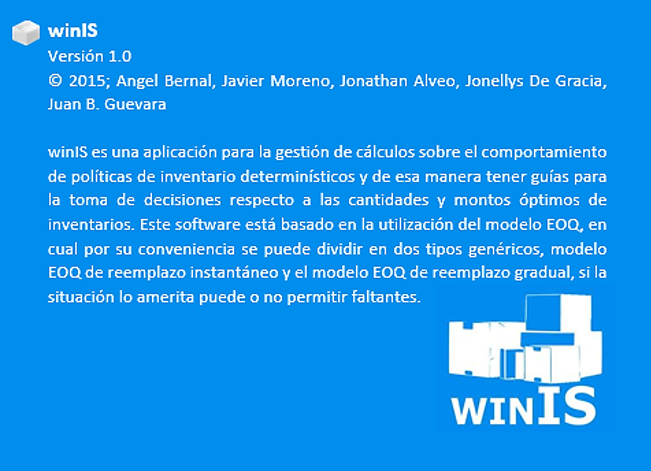 winIS
Versión 1.0
© 2015; Angel Bernal, Javier Moreno, Jonathan Alveo, Jonellys De Gracia,
Juan B. Guevara
winIS es una aplicación para la gestión de cálculos sobre el comportamiento
de políticas de inventario determinísticos y de esa manera tener guías para
la toma de decisiones respecto a las cantidades y montos óptimos de
inventarios. Este software está basado en la utilización del modelo EOQ, en
cual por su conveniencia se puede dividir en dos tipos genéricos, modelo
EOQ de reemplazo instantáneo y el modelo EOQ de reemplazo gradual, si la
situación lo amerita puede o no permitir faltantes.
WINIS